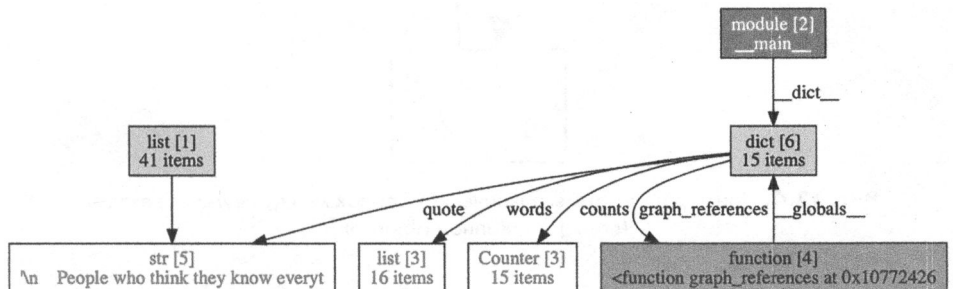 module [2]
__main__
__dict__
list [1]
41 items
dict [6]
15 items
quote
words
counts
graph_references
__globals__
str [5]
'\n People who think they know everyt
list [3]
16 items
Counter [3]
15 items
function [4]
<function graph_references at 0x10772426